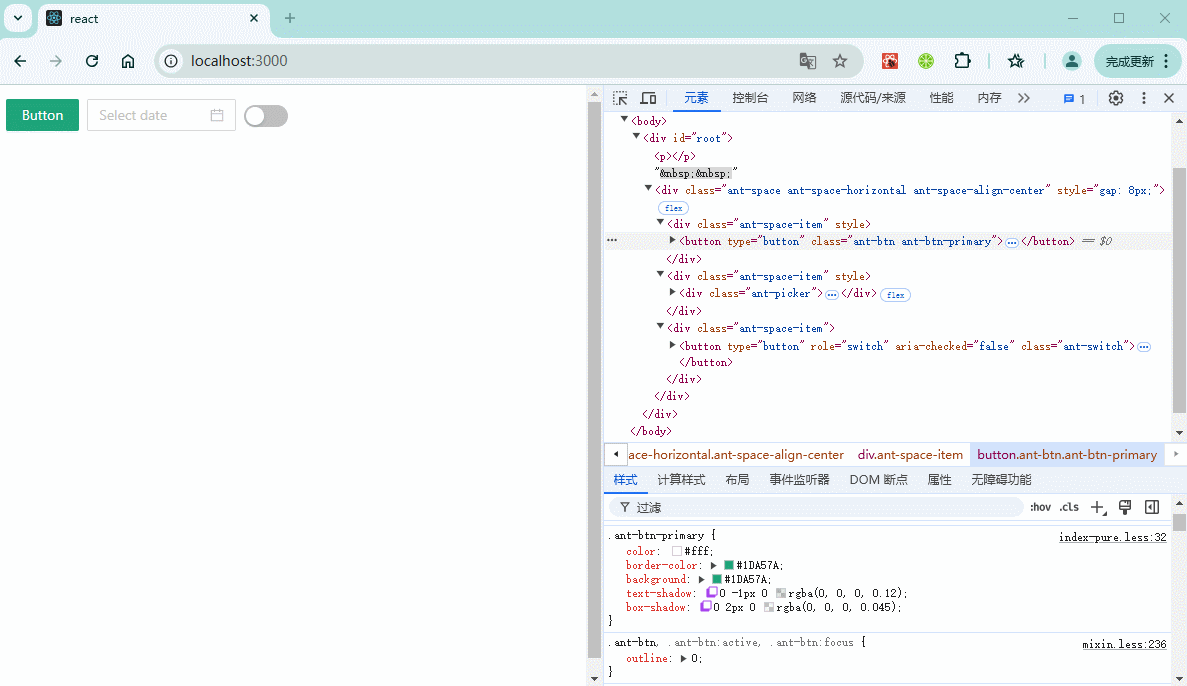 react
localhost:3000
完成更新
Button
Select date
元素 控制台 网络 源代码/来源 性能 内存 1
<body>
<div id="root">
<p></p>
"&nbsp;&nbsp;"
<div class="ant-space ant-space-horizontal ant-space-align-center" style="gap: 8px;">
flex
<div class="ant-space-item" style>
<button type="button" class="ant-btn ant-btn-primary">…</button> == $0
</div>
<div class="ant-space-item" style>
<div class="ant-picker">…</div> flex
</div>
<div class="ant-space-item">
<button type="button" role="switch" aria-checked="false" class="ant-switch">…
</button>
</div>
</div>
</div>
</body>
ace-horizontal.ant-space-align-center div.ant-space-item button.ant-btn.ant-btn-primary
样式 计算样式 布局 事件监听器 DOM 断点 属性 无障碍功能
过滤 :hov .cls
.ant-btn-primary { index-pure.less:32
color: #fff;
border-color: #1DA57A;
background: #1DA57A;
text-shadow: 0 -1px 0 rgba(0, 0, 0, 0.12);
box-shadow: 0 2px 0 rgba(0, 0, 0, 0.045);
}
.ant-btn, .ant-btn:active, .ant-btn:focus { mixin.less:236
outline: 0;
}